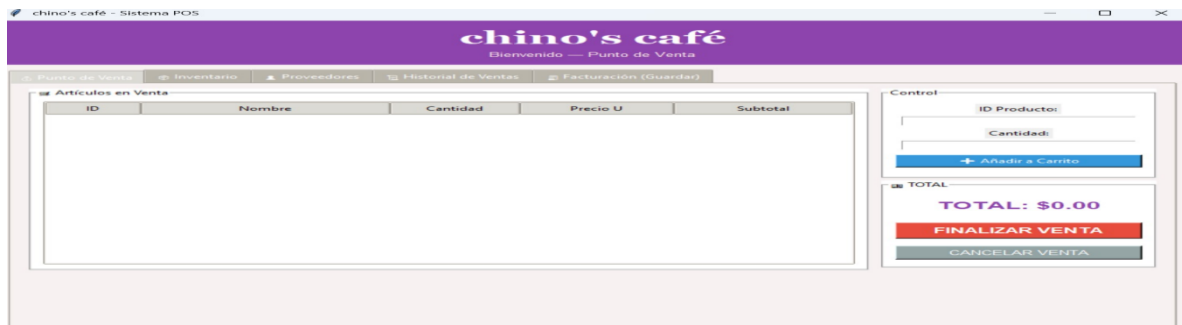 chino's café - Sistema POS
chino's café
Bienvenido — Punto de Venta
Punto de Venta Inventario Proveedores Historial de Ventas Facturación (Guardar)
Artículos en Venta
ID Nombre Cantidad Precio U Subtotal
Control
ID Producto:
Cantidad:
+ Añadir a Carrito
TOTAL
TOTAL: $0.00
FINALIZAR VENTA
CANCELAR VENTA